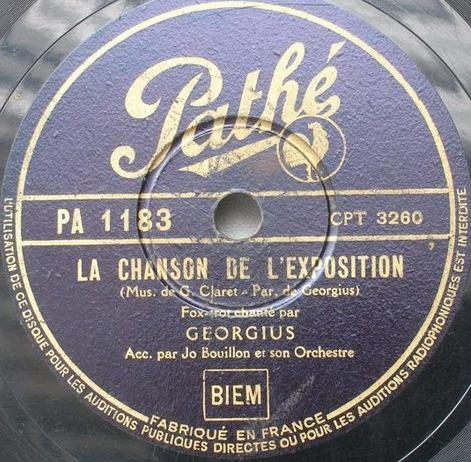 Pathé
PA 1183
CPT 3260
LA CHANSON DE L'EXPOSITION
(Mus. de G. Claret - Par. de Georgius)
Fox-trot chanté par
GEORGIUS
Acc. par Jo Bouillon et son Orchestre
BIEM
FABRIQUÉ EN FRANCE
L'UTILISATION DE CE DISQUE POUR LES AUDITIONS PUBLIQUES DIRECTES OU POUR LES AUDITIONS RADIOPHONIQUES EST INTERDITE